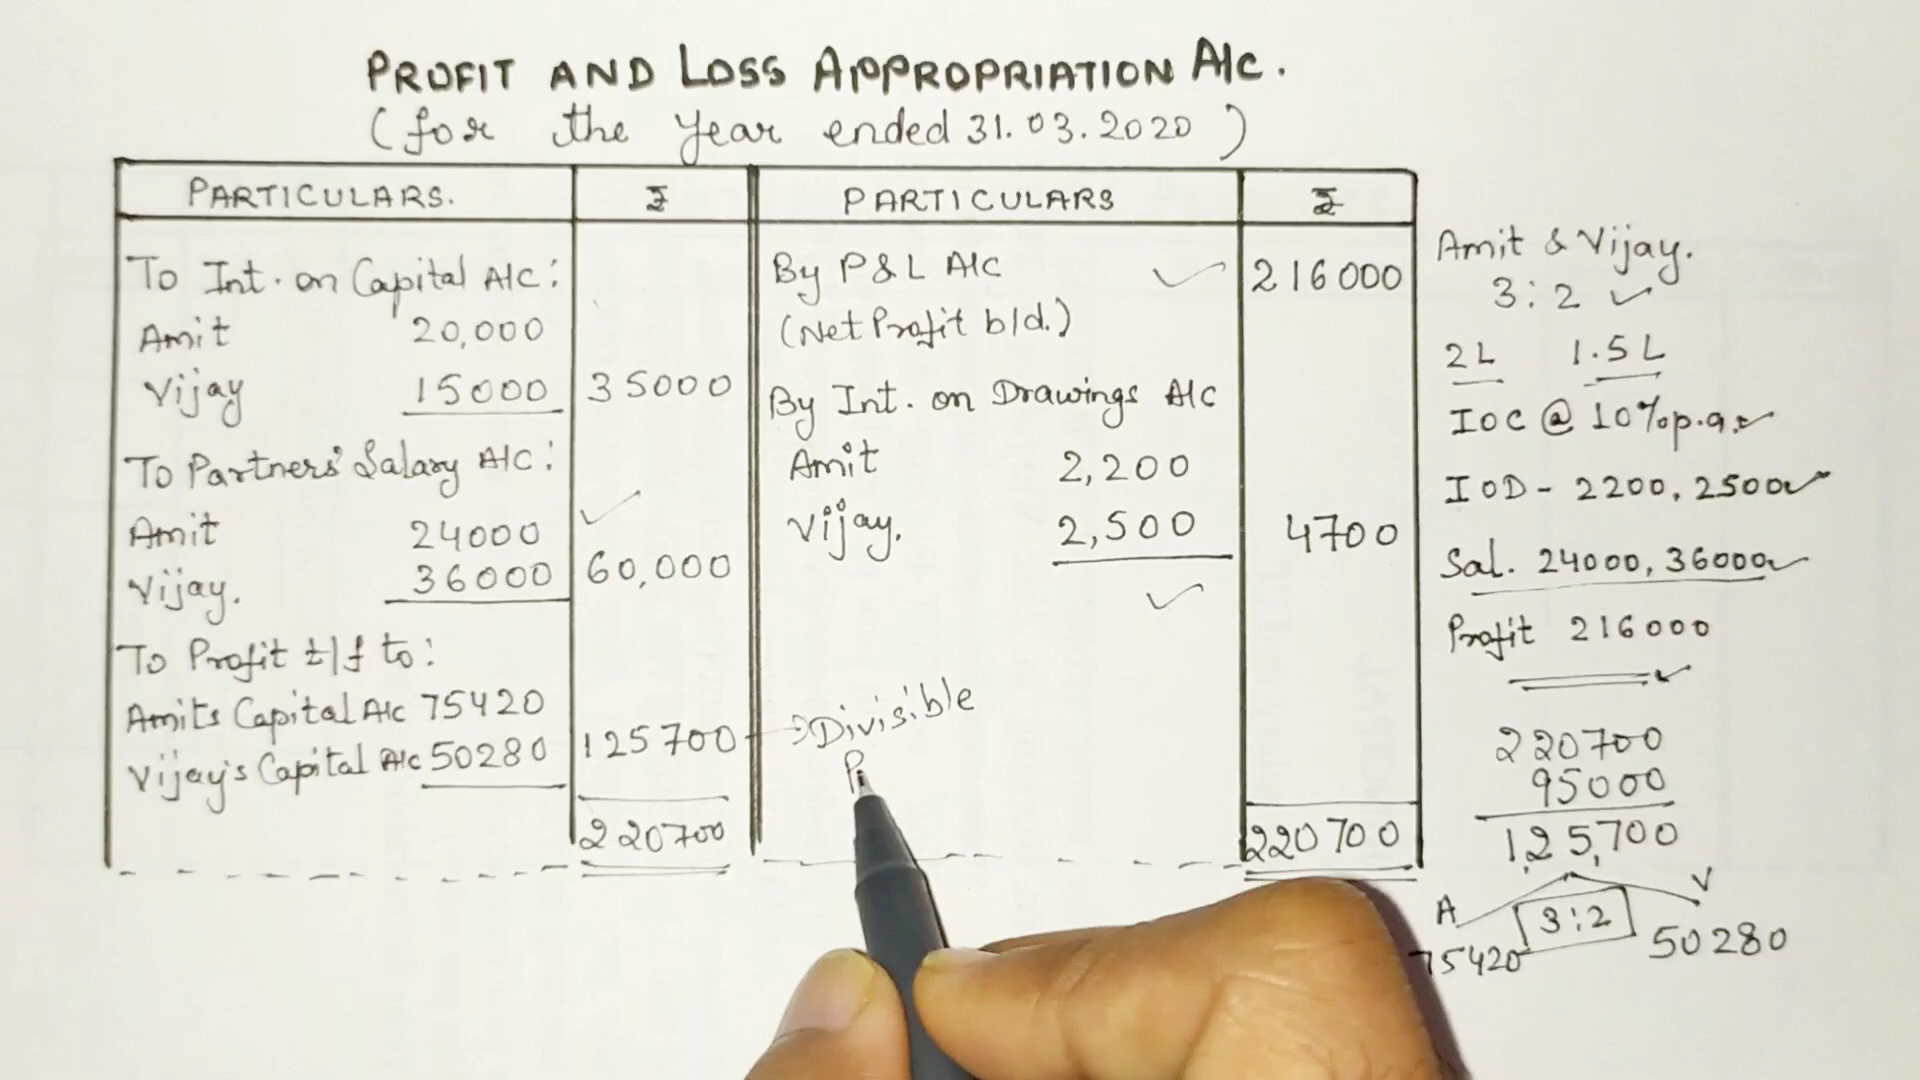 PROFIT AND LOSS APPROPRIATION A/c.
(for the year ended 31.03.2020)
PARTICULARS. ₹ PARTICULARS ₹
To Int. on Capital A/c:
Amit 20,000
Vijay 15000 35000
To Partners' Salary A/c:
Amit 24000
Vijay. 36000 60,000
To Profit t/f to:
Amits Capital A/c 75420
Vijay's Capital A/c 50280 125700
220700
By P & L A/c 216000
(Net Profit b/d.)
By Int. on Drawings A/c
Amit 2,200
Vijay. 2,500 4700
Divisible
P
220700
Amit & Vijay.
3:2
2L 1.5L
IOC @ 10% p.a.
IOD - 2200, 2500
Sal. 24000, 36000
Profit 216000
220700
95000
125,700
A 3:2 V
75420 50280